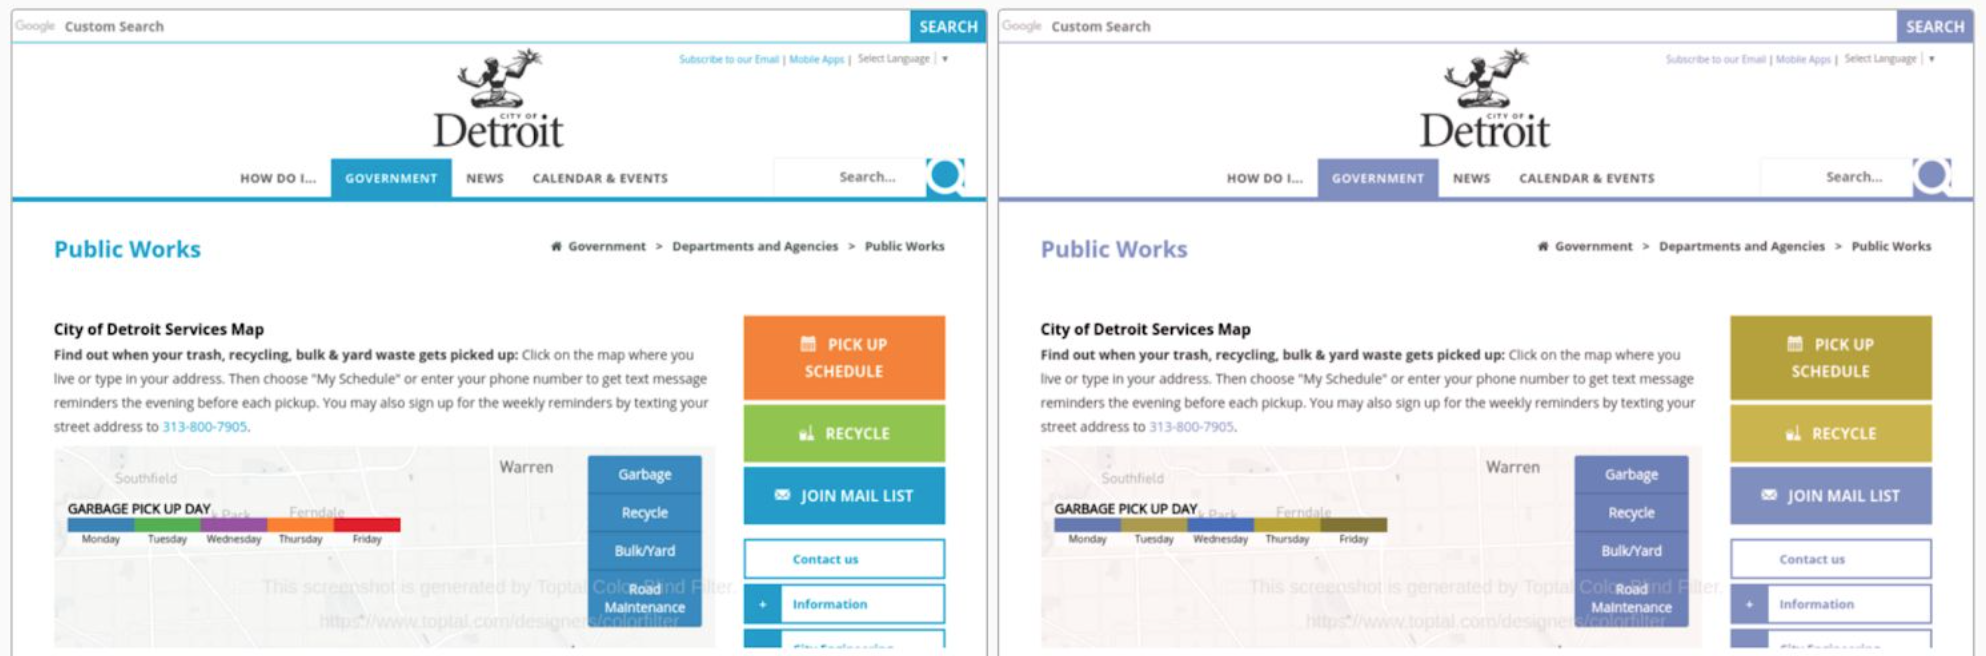 Google Custom Search SEARCH
Subscribe to our Email | Mobile Apps | Select Language | ▼
CITY OF
Detroit
HOW DO I... GOVERNMENT NEWS CALENDAR & EVENTS Search...
Public Works
Government > Departments and Agencies > Public Works
City of Detroit Services Map
Find out when your trash, recycling, bulk & yard waste gets picked up: Click on the map where you
live or type in your address. Then choose "My Schedule" or enter your phone number to get text message
reminders the evening before each pickup. You may also sign up for the weekly reminders by texting your
street address to 313-800-7905.
PICK UP
SCHEDULE
RECYCLE
JOIN MAIL LIST
Contact us
+ Information
City Engineering
Southfield
Warren
GARBAGE PICK UP DAY
k Park
Ferndale
Monday Tuesday Wednesday Thursday Friday
Garbage
Recycle
Bulk/Yard
Road
Maintenance
This screenshot is generated by Toptal Color Blind Filter.
https://www.toptal.com/designers/colorfilter
Google Custom Search SEARCH
Subscribe to our Email | Mobile Apps | Select Language | ▼
CITY OF
Detroit
HOW DO I... GOVERNMENT NEWS CALENDAR & EVENTS Search...
Public Works
Government > Departments and Agencies > Public Works
City of Detroit Services Map
Find out when your trash, recycling, bulk & yard waste gets picked up: Click on the map where you
live or type in your address. Then choose "My Schedule" or enter your phone number to get text message
reminders the evening before each pickup. You may also sign up for the weekly reminders by texting your
street address to 313-800-7905.
PICK UP
SCHEDULE
RECYCLE
JOIN MAIL LIST
Contact us
+ Information
City Engineering
Southfield
Warren
GARBAGE PICK UP DAY
k Park
Ferndale
Monday Tuesday Wednesday Thursday Friday
Garbage
Recycle
Bulk/Yard
Road
Maintenance
This screenshot is generated by Toptal Color Blind Filter.
https://www.toptal.com/designers/colorfilter